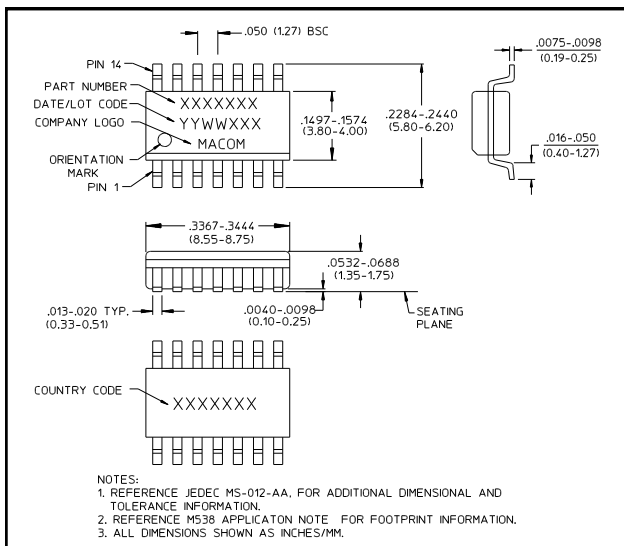 .050 (1.27) BSC
.0075-.0098
(0.19-0.25)
PIN 14
PART NUMBER
XXXXXXX
DATE/LOT CODE
YYWWXXX
COMPANY LOGO
MACOM
.1497-.1574
(3.80-4.00)
.2284-.2440
(5.80-6.20)
.016-.050
(0.40-1.27)
ORIENTATION
MARK
PIN 1
.3367-.3444
(8.55-8.75)
.0532-.0688
(1.35-1.75)
.013-.020 TYP.
(0.33-0.51)
.0040-.0098
(0.10-0.25)
SEATING
PLANE
COUNTRY CODE
XXXXXXX
NOTES:
1. REFERENCE JEDEC MS-012-AA, FOR ADDITIONAL DIMENSIONAL AND
TOLERANCE INFORMATION.
2. REFERENCE M538 APPLICATON NOTE FOR FOOTPRINT INFORMATION,
3. ALL DIMENSIONS SHOWN AS INCHES/MM.